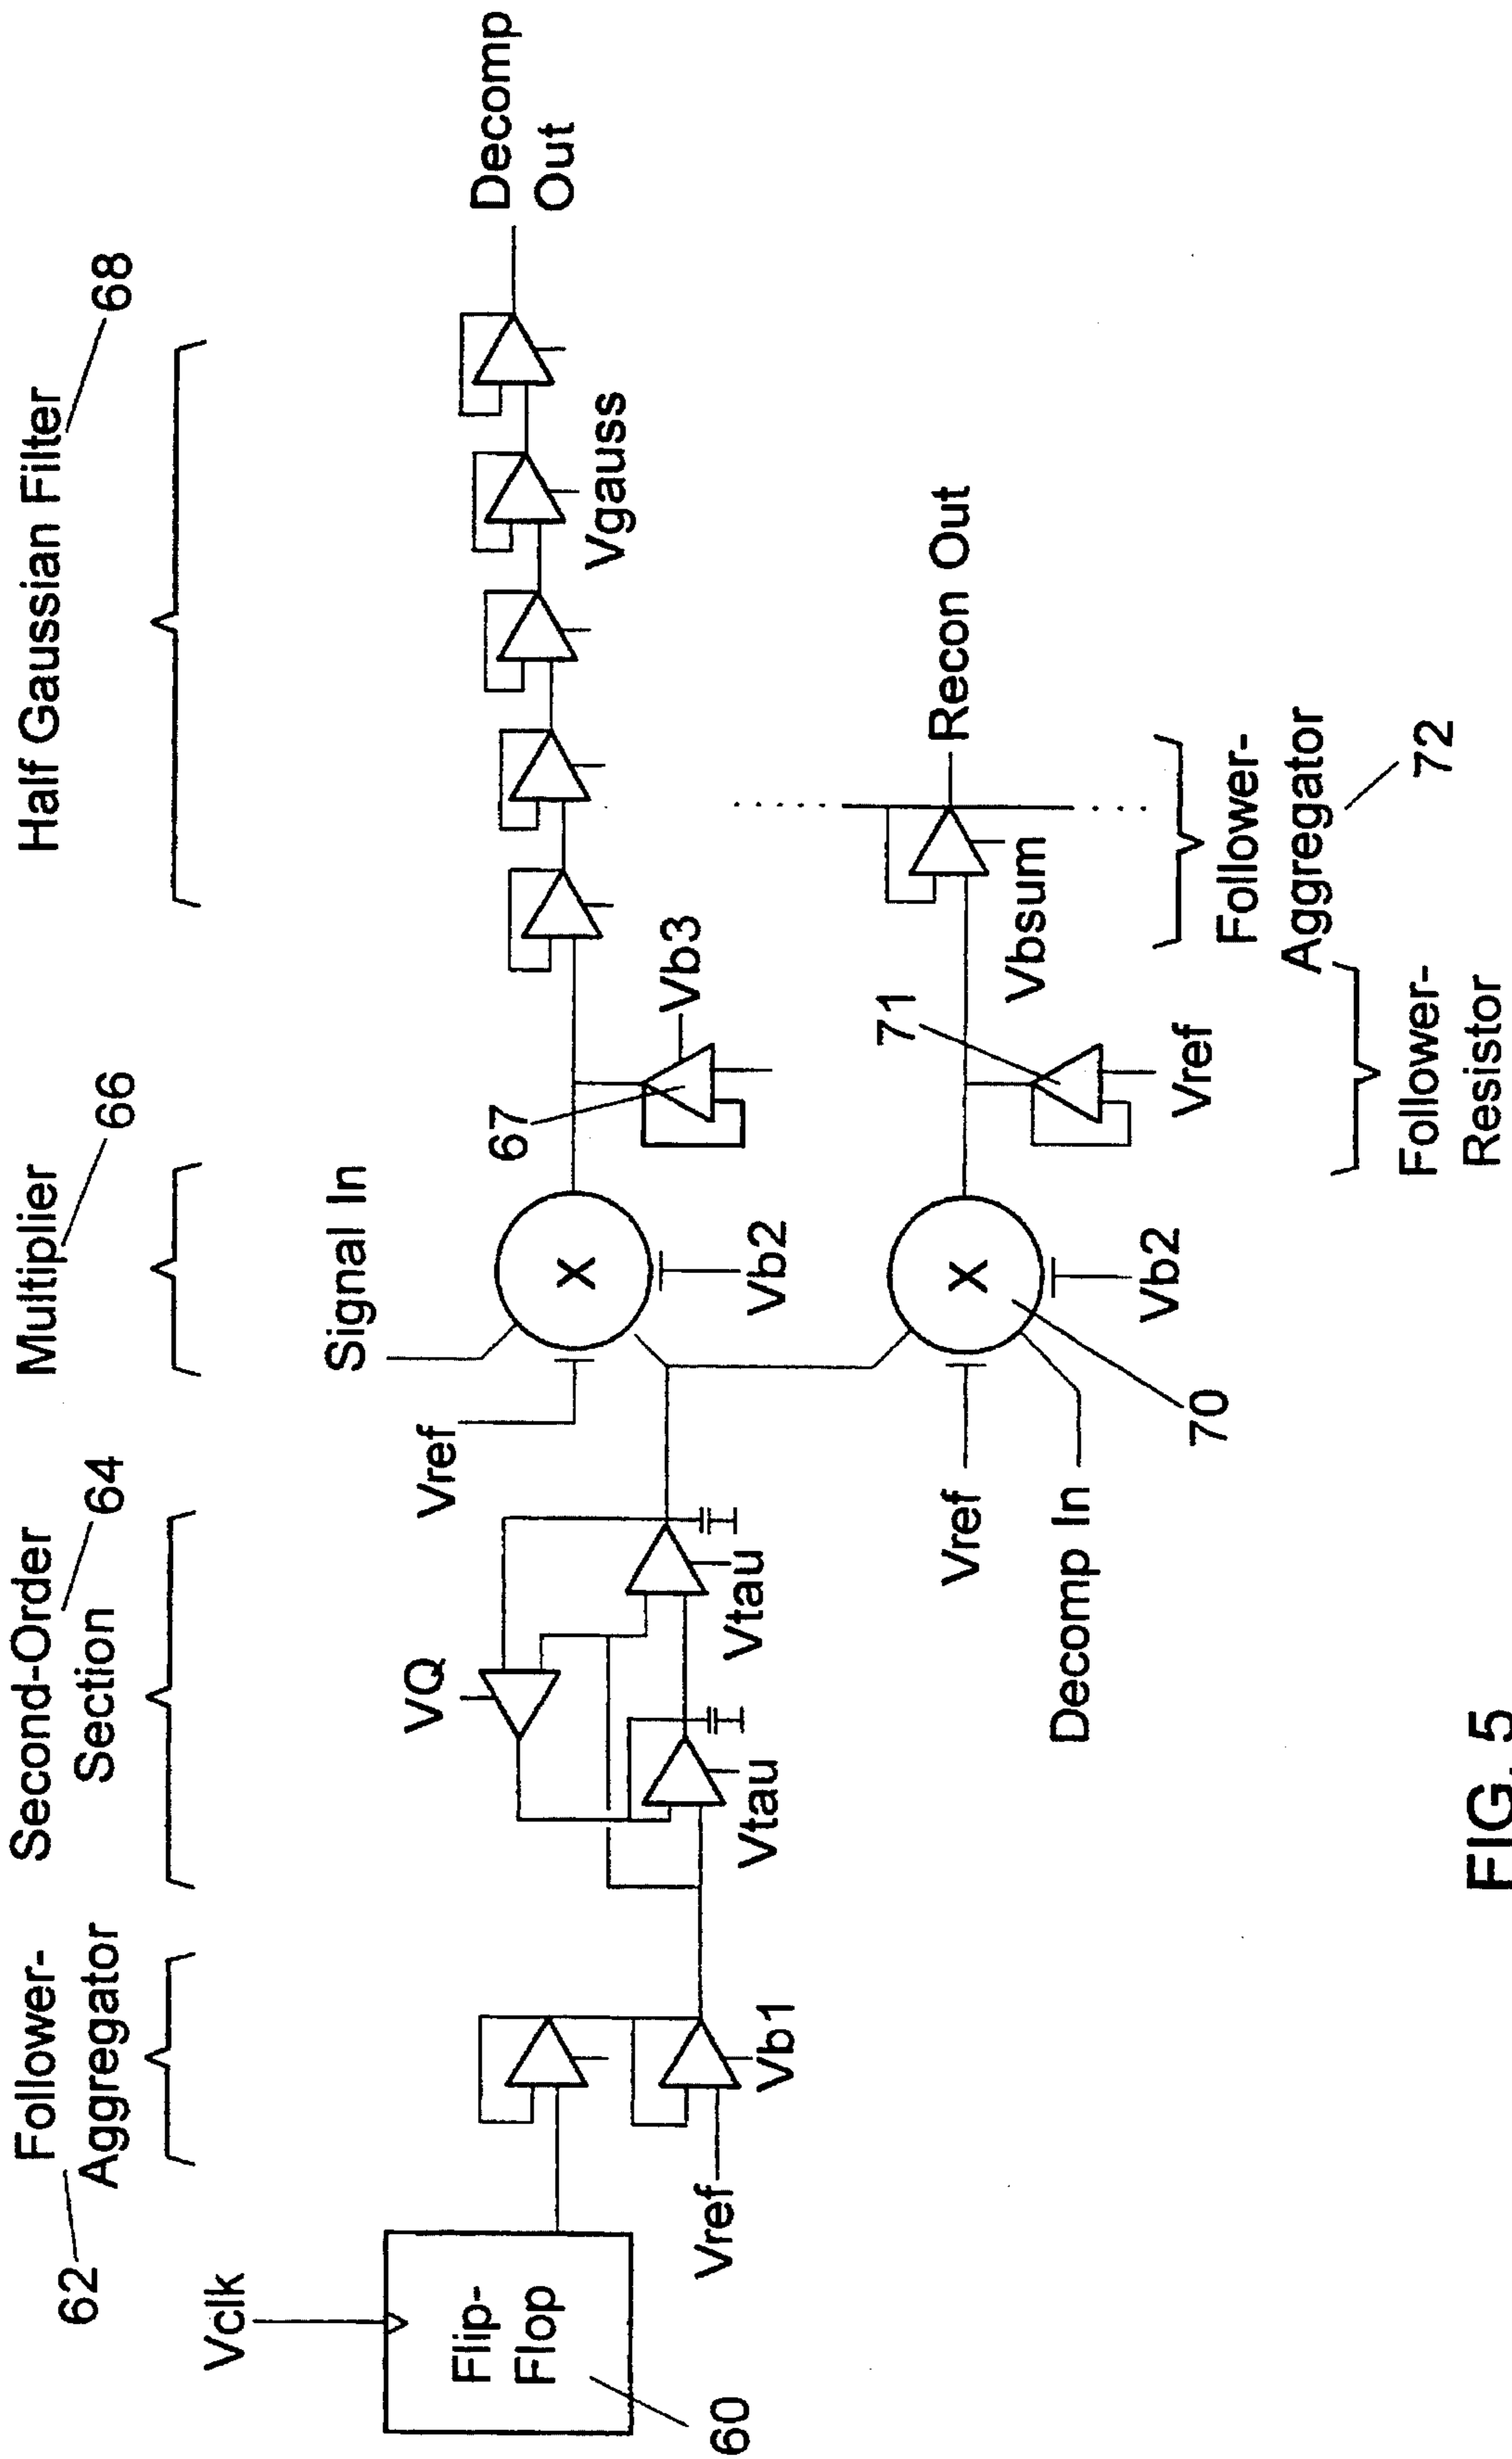 Follower-
Aggregator
62
Second-Order
Section
64
Multiplier
66
Half Gaussian Filter
68
Vclk
Flip-
Flop
60
Vref
Vb1
VQ
Vtau
Vtau
Vref
Signal In
X
Vb2
67
Vb3
Vgauss
Decomp
Out
Vref
Decomp In
70
X
Vb2
71
Vref
Vbsum
Recon Out
Follower-
Resistor
Follower-
Aggregator
72
FIG. 5